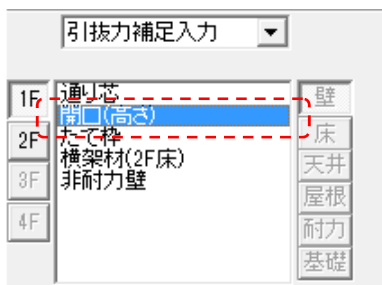 引抜力補足入力
1F
2F
3F
4F
通り芯
開口(高さ)
たて枠
横架材(2F床)
非耐力壁
壁
床
天井
屋根
耐力
基礎